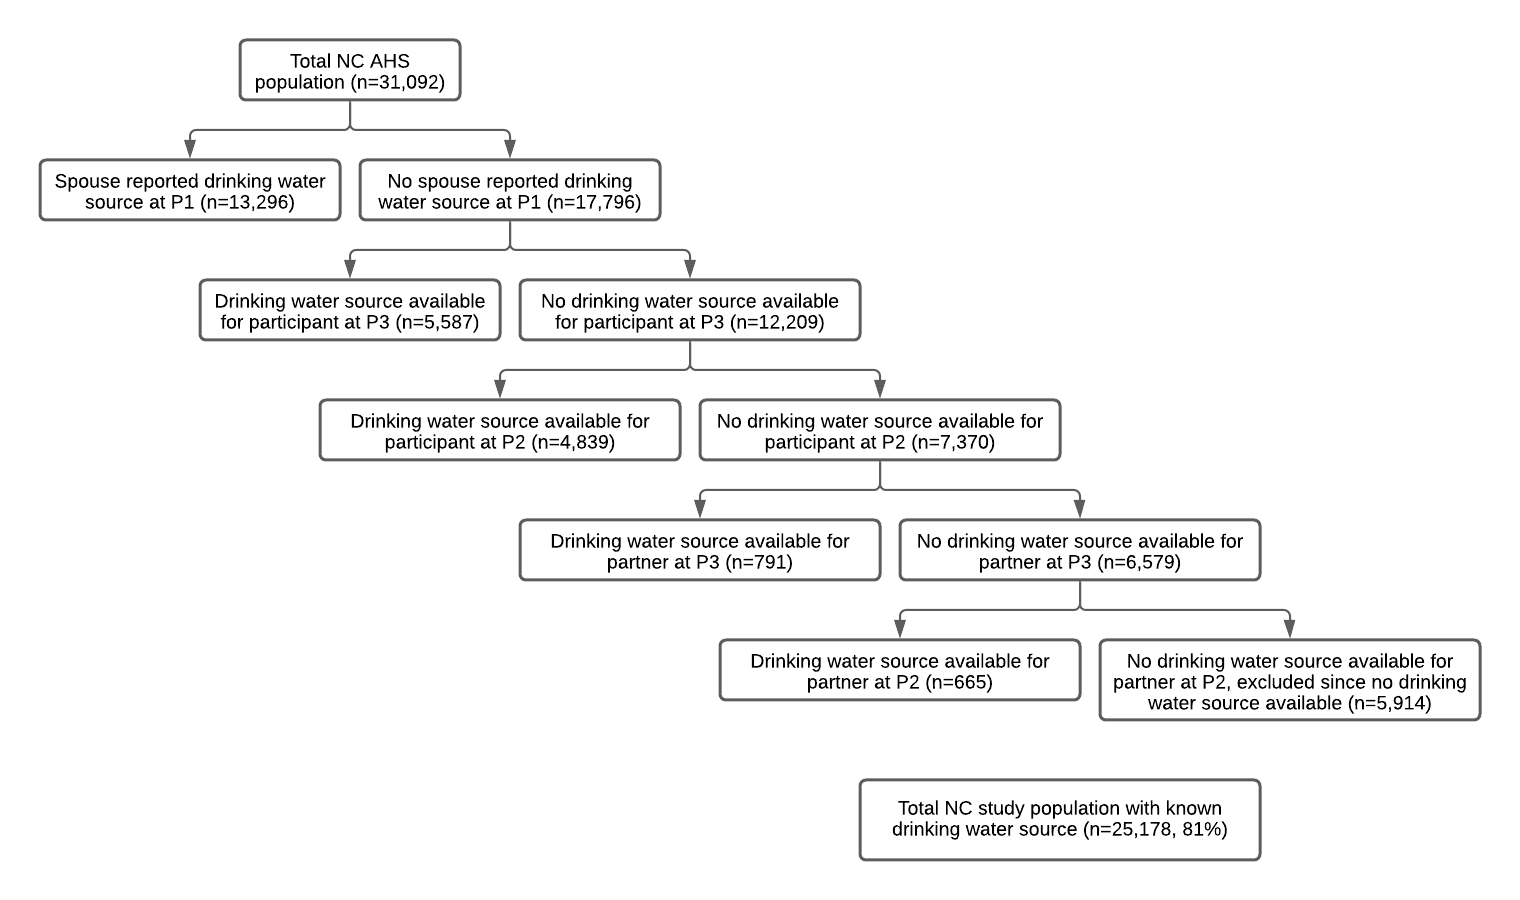 Total NC AHS
population (n=31,092)
Spouse reported drinking water
source at P1 (n=13,296)
No spouse reported drinking
water source at P1 (n=17,796)
Drinking water source available
for participant at P3 (n=5,587)
No drinking water source available
for participant at P3 (n=12,209)
Drinking water source available for
participant at P2 (n=4,839)
No drinking water source available for
participant at P2 (n=7,370)
Drinking water source available for
partner at P3 (n=791)
No drinking water source available for
partner at P3 (n=6,579)
Drinking water source available for
partner at P2 (n=665)
No drinking water source available for
partner at P2, excluded since no drinking
water source available (n=5,914)
Total NC study population with known
drinking water source (n=25,178, 81%)